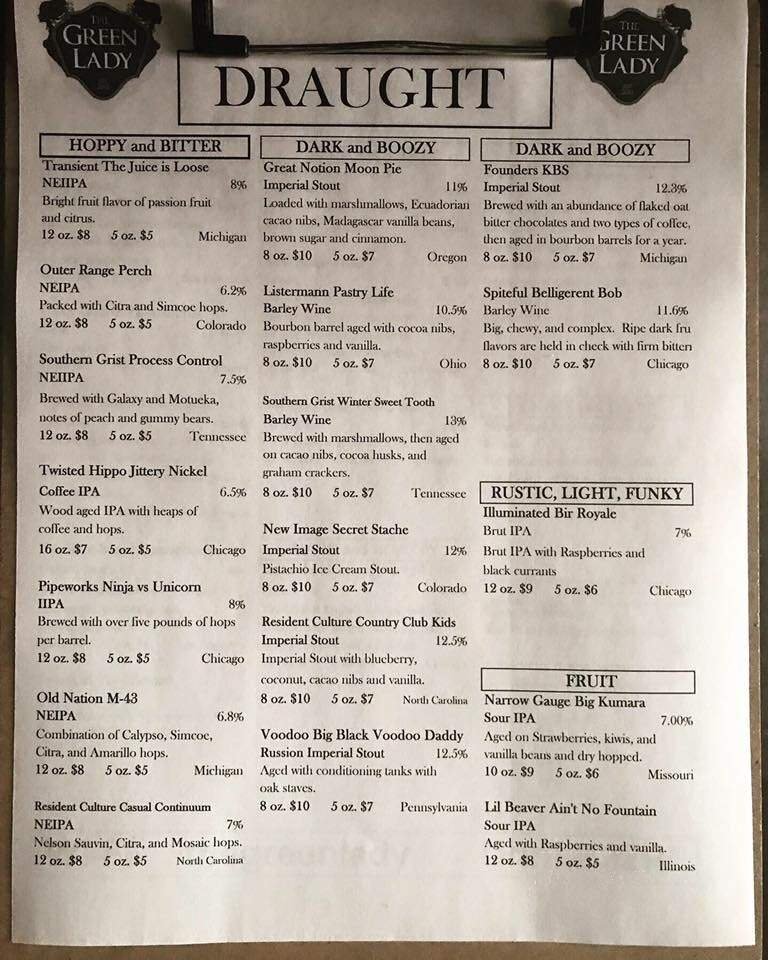 THE
GREEN
LADY
THE
GREEN
LADY
DRAUGHT
HOPPY and BITTER
Transient The Juice is Loose
NEIIPA 8%
Bright fruit flavor of passion fruit
and citrus.
12 oz. $8 5 oz. $5 Michigan
Outer Range Perch
NEIPA 6.2%
Packed with Citra and Simcoe hops.
12 oz. $8 5 oz. $5 Colorado
Southern Grist Process Control
NEIIPA 7.5%
Brewed with Galaxy and Motueka,
notes of peach and gummy bears.
12 oz. $8 5 oz. $5 Tennessee
Twisted Hippo Jittery Nickel
Coffee IPA 6.5%
Wood aged IPA with heaps of
coffee and hops.
16 oz. $7 5 oz. $5 Chicago
Pipeworks Ninja vs Unicorn
IIPA 8%
Brewed with over five pounds of hops
per barrel.
12 oz. $8 5 oz. $5 Chicago
Old Nation M-43
NEIPA 6.8%
Combination of Calypso, Simcoe,
Citra, and Amarillo hops.
12 oz. $8 5 oz. $5 Michigan
Resident Culture Casual Continuum
NEIPA 7%
Nelson Sauvin, Citra, and Mosaic hops.
12 oz. $8 5 oz. $5 North Carolina
DARK and BOOZY
Great Notion Moon Pie
Imperial Stout 11%
Loaded with marshmallows, Ecuadorian
cacao nibs, Madagascar vanilla beans,
brown sugar and cinnamon.
8 oz. $10 5 oz. $7 Oregon
Listermann Pastry Life
Barley Wine 10.5%
Bourbon barrel aged with cocoa nibs,
raspberries and vanilla.
8 oz. $10 5 oz. $7 Ohio
Southern Grist Winter Sweet Tooth
Barley Wine 13%
Brewed with marshmallows, then aged
on cacao nibs, cocoa husks, and
graham crackers.
8 oz. $10 5 oz. $7 Tennessee
New Image Secret Stache
Imperial Stout 12%
Pistachio Ice Cream Stout.
8 oz. $10 5 oz. $7 Colorado
Resident Culture Country Club Kids
Imperial Stout 12.5%
Imperial Stout with blueberry,
coconut, cacao nibs and vanilla.
8 oz. $10 5 oz. $7 North Carolina
Voodoo Big Black Voodoo Daddy
Russion Imperial Stout 12.5%
Aged with conditioning tanks with
oak staves.
8 oz. $10 5 oz. $7 Pennsylvania
DARK and BOOZY
Founders KBS
Imperial Stout 12.3%
Brewed with an abundance of flaked oat
bitter chocolates and two types of coffee,
then aged in bourbon barrels for a year.
8 oz. $10 5 oz. $7 Michigan
Spiteful Belligerent Bob
Barley Wine 11.6%
Big, chewy, and complex. Ripe dark fru
flavors are held in check with firm bitten
8 oz. $10 5 oz. $7 Chicago
RUSTIC, LIGHT, FUNKY
Illuminated Bir Royale
Brut IPA 7%
Brut IPA with Raspberries and
black currants
12 oz. $9 5 oz. $6 Chicago
FRUIT
Narrow Gauge Big Kumara
Sour IPA 7.00%
Aged on Strawberries, kiwis, and
vanilla beans and dry hopped.
10 oz. $9 5 oz. $6 Missouri
Lil Beaver Ain't No Fountain
Sour IPA
Aged with Raspberries and vanilla.
12 oz. $8 5 oz. $5 Illinois